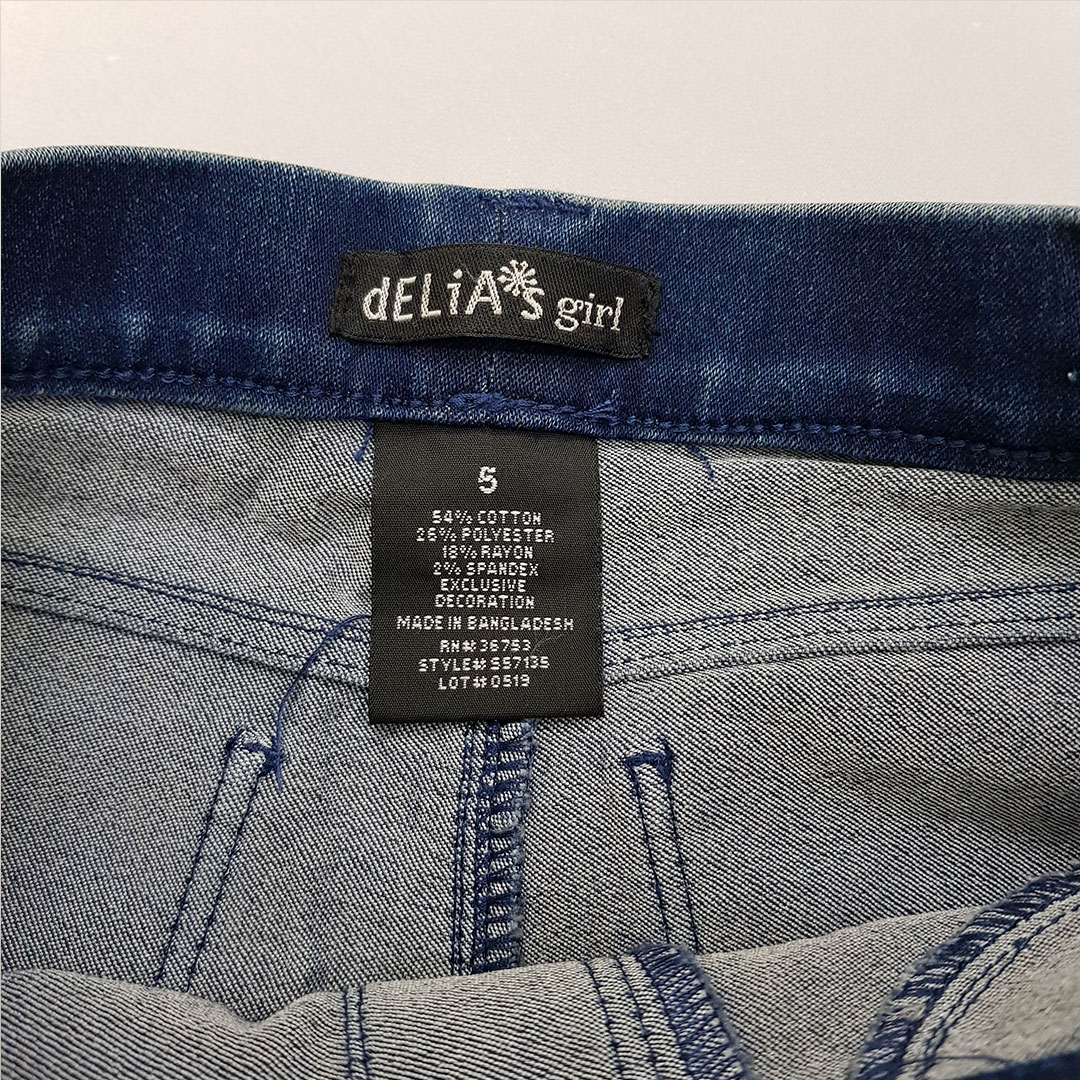 dELiA*s girl
5
54% COTTON
26% POLYESTER
18% RAYON
2% SPANDEX
EXCLUSIVE
DECORATION
MADE IN BANGLADESH
RN# 36753
STYLE# S57135
LOT# 0519